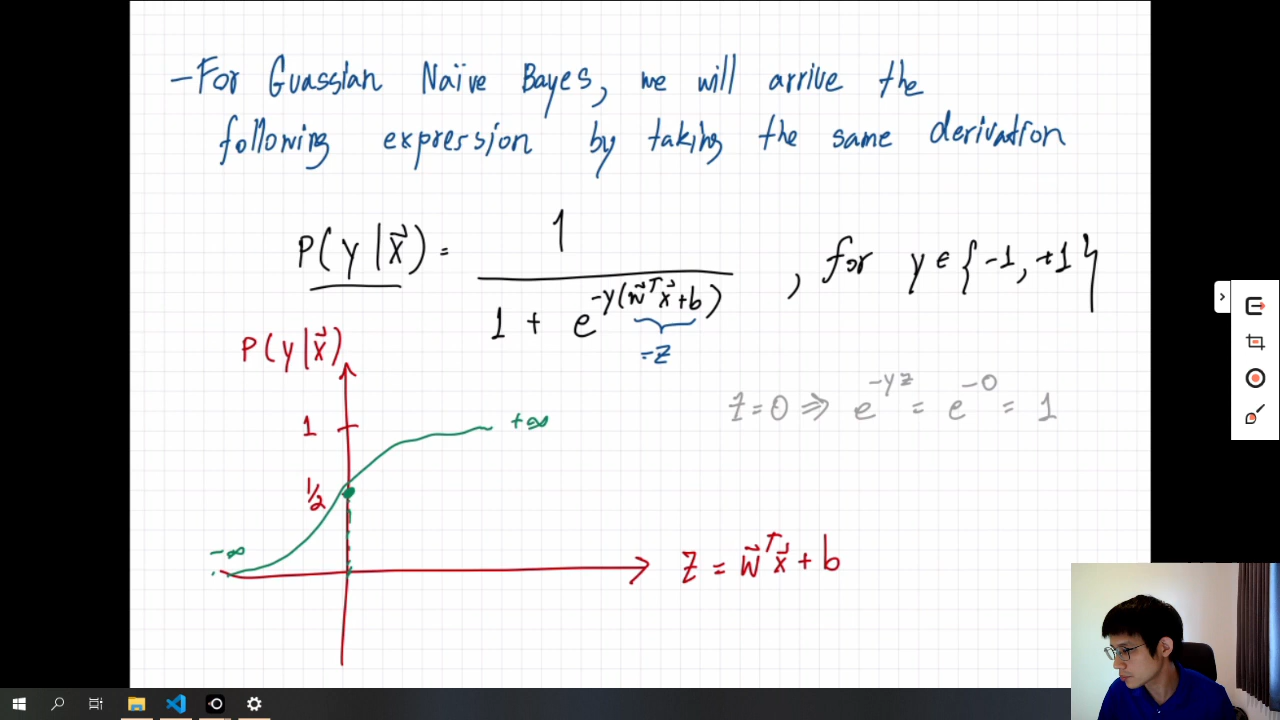 - For Guassian Naïve Bayes, we will arrive the
following expression by taking the same derivation
P(y|x⃗) = 1 / (1 + e^{-y(w⃗ᵀx⃗+b)}) , for y ∈ {-1, +1}
=z
P(y|x⃗)
z=0 ⇒ e^{-yz} = e^{-0} = 1
1
+∞
1/2
-∞
z = w⃗ᵀx⃗ + b